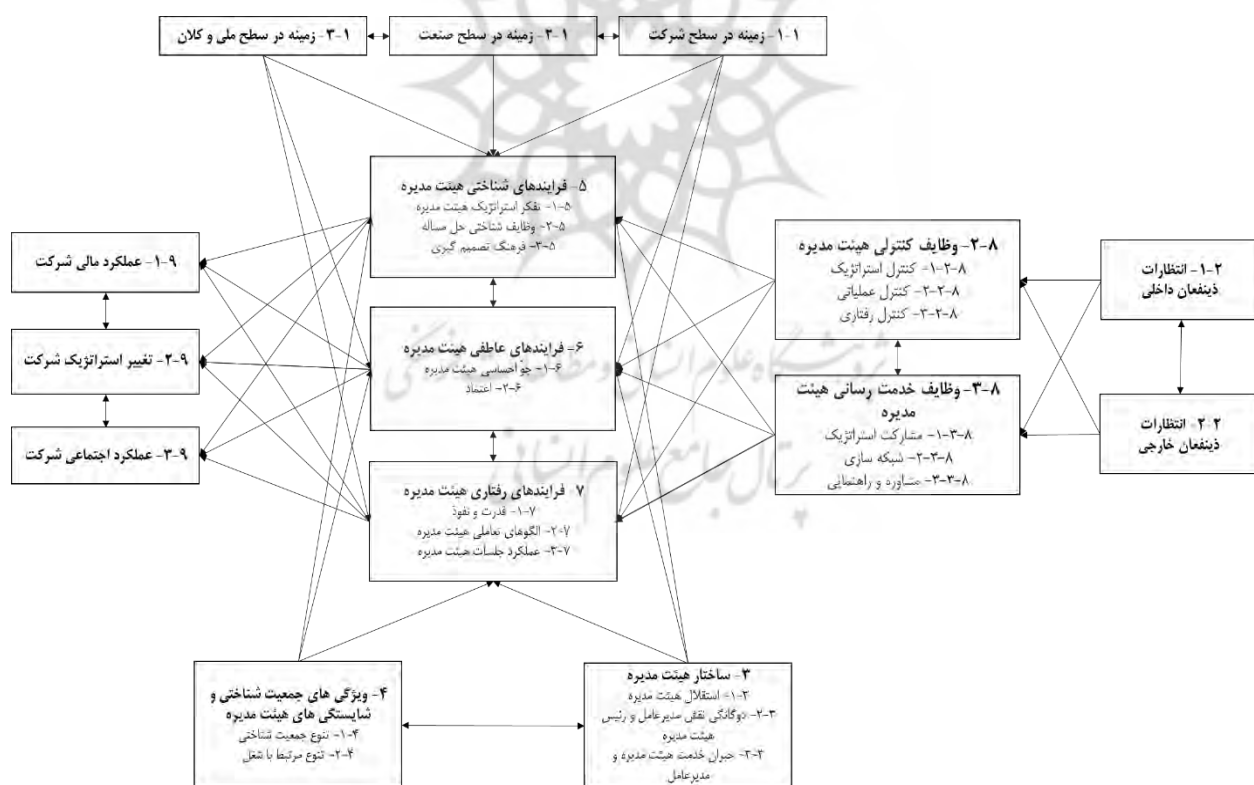 ۱-۱- زمینه در سطح شرکت
۲-۱- زمینه در سطح صنعت
۳-۱- زمینه در سطح ملی و کلان
۵- فرایندهای شناختی هیئت مدیره
۱-۵- تفکر استراتژیک هیئت مدیره
۲-۵- وظایف شناختی حل مساله
۳-۵- فرهنگ تصمیم گیری
۶- فرایندهای عاطفی هیئت مدیره
۱-۶- جو احساسی هیئت مدیره
۲-۶- اعتماد
۷- فرایندهای رفتاری هیئت مدیره
۱-۷- قدرت و نفوذ
۲-۷- الگوهای تعاملی هیئت مدیره
۳-۷- عملکرد جلسات هیئت مدیره
۱-۲- انتظارات
ذینفعان داخلی
۲-۲- انتظارات
ذینفعان خارجی
۲-۸- وظایف کنترلی هیئت مدیره
۱-۲-۸- کنترل استراتژیک
۲-۲-۸- کنترل عملیاتی
۳-۲-۸- کنترل رفتاری
۳-۸- وظایف خدمت رسانی هیئت
مدیره
۱-۳-۸- مشارکت استراتژیک
۲-۳-۸- شبکه سازی
۳-۳-۸- مشاوره و راهنمایی
۱-۹- عملکرد مالی شرکت
۲-۹- تغییر استراتژیک شرکت
۳-۹- عملکرد اجتماعی شرکت
۳- ساختار هیئت مدیره
۱-۳- استقلال هیئت مدیره
۲-۳- دوگانگی نقش مدیرعامل و رئیس
هیئت مدیره
۳-۳- جبران خدمت هیئت مدیره و
مدیرعامل
۴- ویژگی های جمعیت شناختی و
شایستگی های هیئت مدیره
۱-۴- تنوع جمعیت شناختی
۲-۴- تنوع مرتبط با شغل
پژوهشگاه علوم انسانی و مطالعات فرهنگی
پرتال جامع علوم انسانی